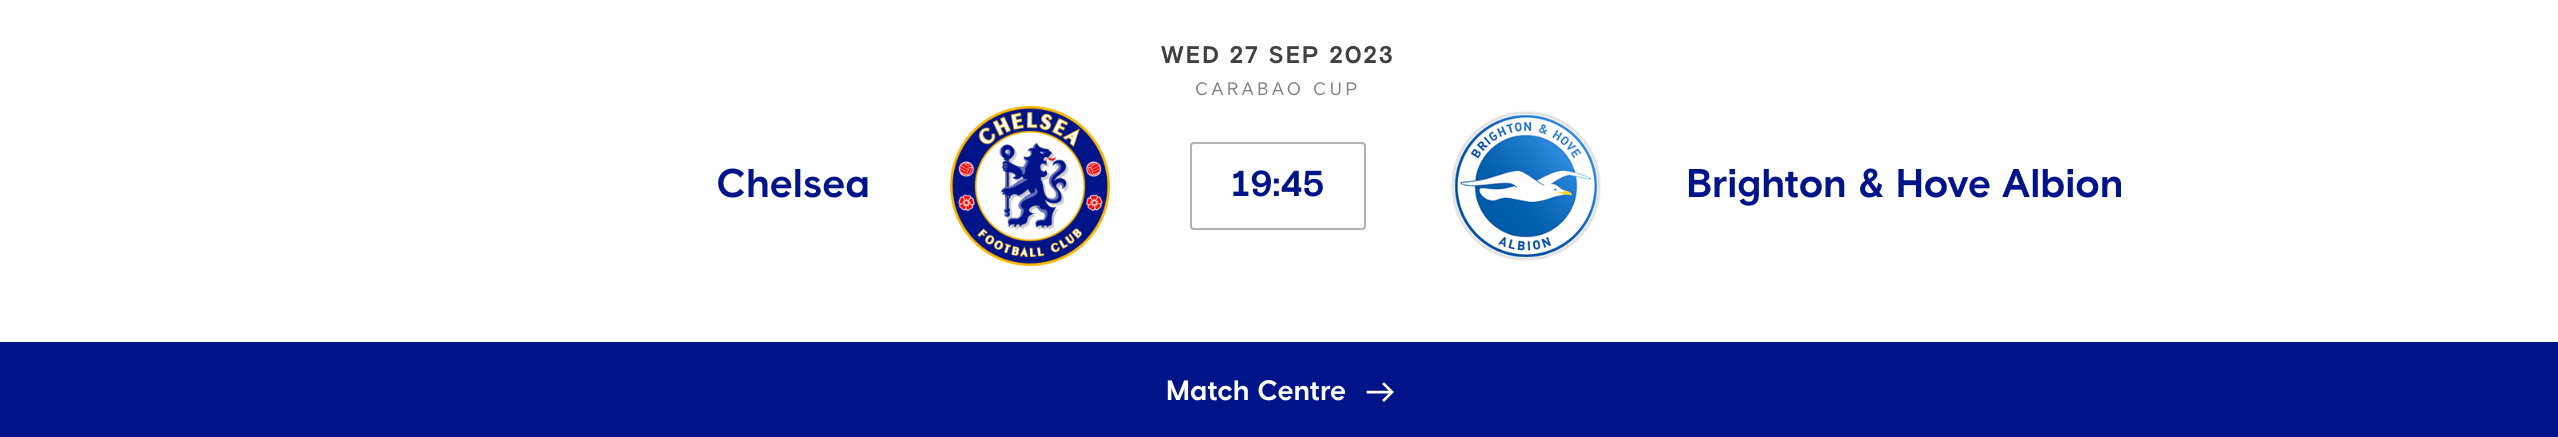 WED 27 SEP 2023
CARABAO CUP
Chelsea
CHELSEA
FOOTBALL CLUB
19:45
BRIGHTON & HOVE
ALBION
Brighton & Hove Albion
Match Centre →